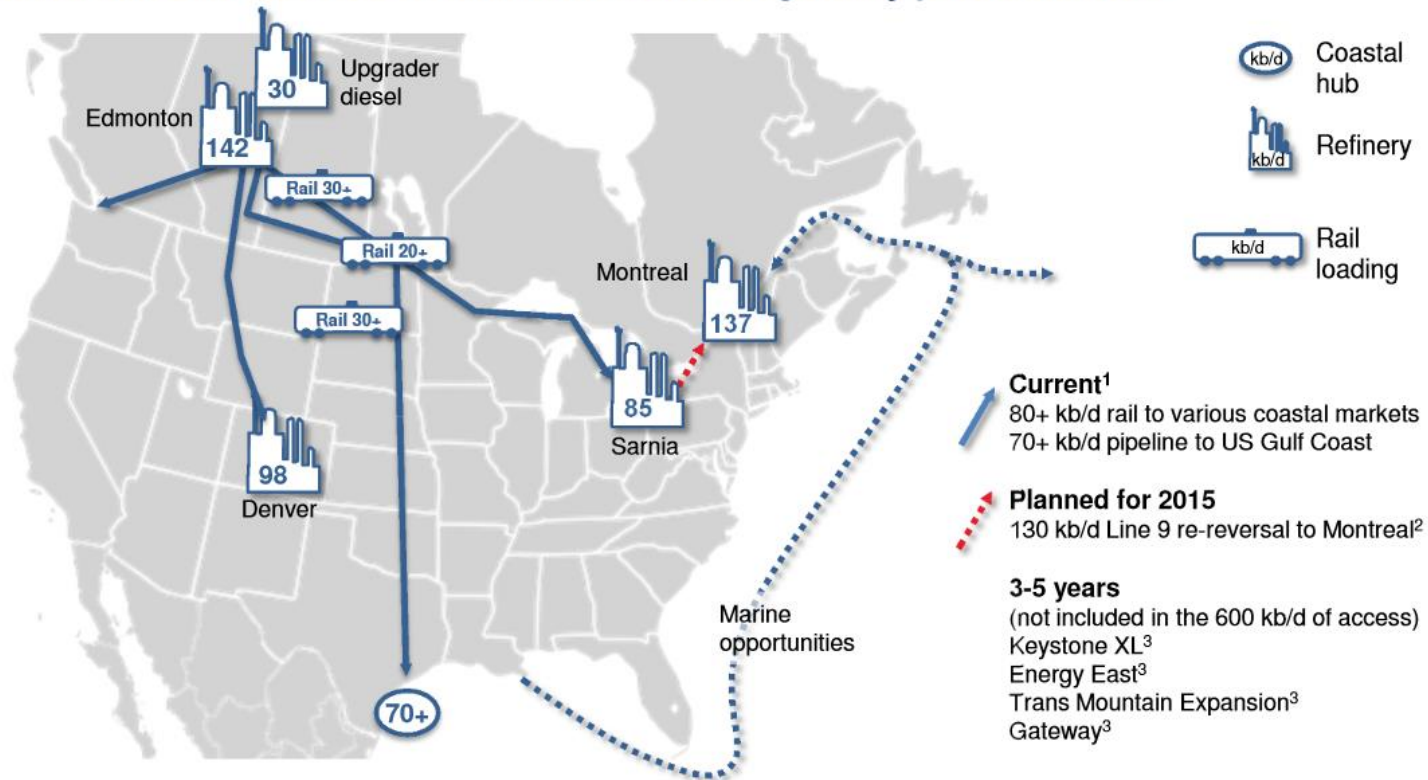 30
Upgrader
diesel
Edmonton
142
Rail 30+
Rail 20+
Rail 30+
Montreal
137
85
Sarnia
98
Denver
70+
Marine
opportunities
kb/d
Coastal
hub
kb/d
Refinery
kb/d
Rail
loading
Current¹
80+ kb/d rail to various coastal markets
70+ kb/d pipeline to US Gulf Coast
Planned for 2015
130 kb/d Line 9 re-reversal to Montreal²
3-5 years
(not included in the 600 kb/d of access)
Keystone XL³
Energy East³
Trans Mountain Expansion³
Gateway³